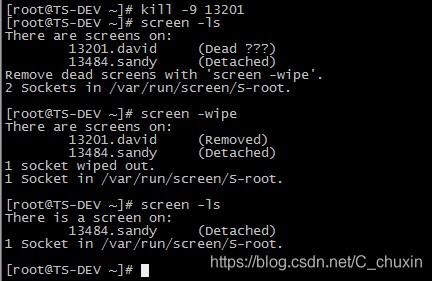 [root@TS-DEV ~]# kill -9 13201
[root@TS-DEV ~]# screen -ls
There are screens on:
13201.david (Dead ???)
13484.sandy (Detached)
Remove dead screens with 'screen -wipe'.
2 Sockets in /var/run/screen/S-root.
[root@TS-DEV ~]# screen -wipe
There are screens on:
13201.david (Removed)
13484.sandy (Detached)
1 socket wiped out.
1 Socket in /var/run/screen/S-root.
[root@TS-DEV ~]# screen -ls
There is a screen on:
13484.sandy (Detached)
1 Socket in /var/run/screen/S-root.
[root@TS-DEV ~]#
https://blog.csdn.net/C_chuxin